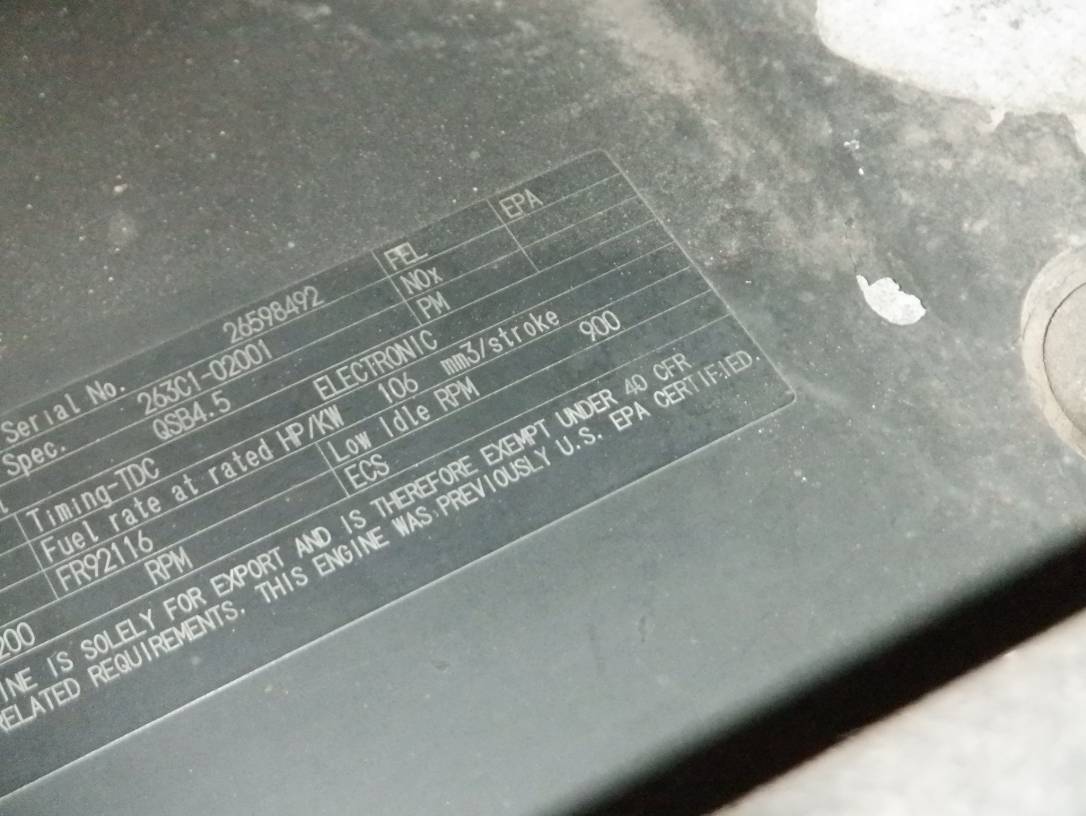 Serial No. 26598492 FEL EPA
Spec. 263C1-02001 NOx
QSB4.5 PM
Timing-TDC ELECTRONIC
Fuel rate at rated HP/KW 106 mm3/stroke
FR92116 Low Idle RPM 900
200 RPM ECS
INE IS SOLELY FOR EXPORT AND IS THEREFORE EXEMPT UNDER 40 CFR
RELATED REQUIREMENTS. THIS ENGINE WAS PREVIOUSLY U.S. EPA CERTIFIED.